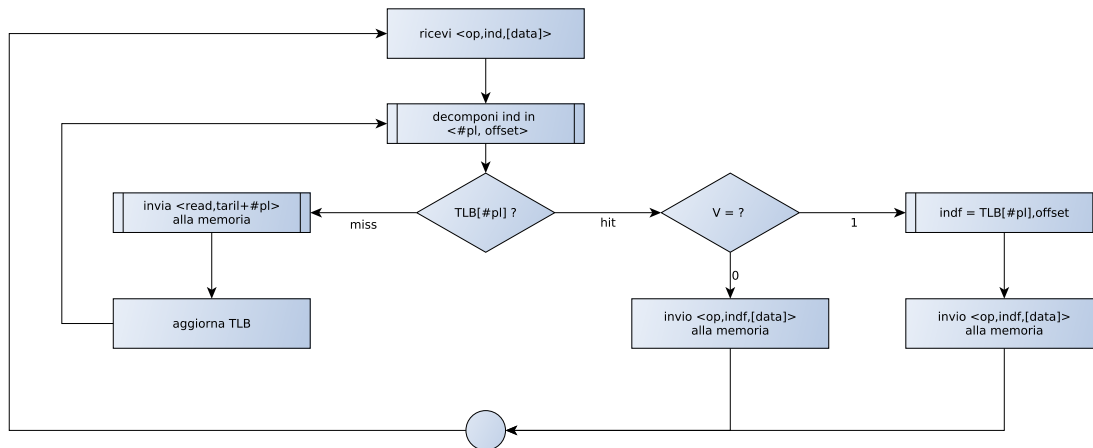 ricevi <op,ind,[data]>
decomponi ind in
<#pl, offset>
invia <read,taril+#pl>
alla memoria
TLB[#pl] ?
V = ?
indf = TLB[#pl],offset
miss
hit
1
0
aggiorna TLB
invio <op,indf,[data]>
alla memoria
invio <op,indf,[data]>
alla memoria